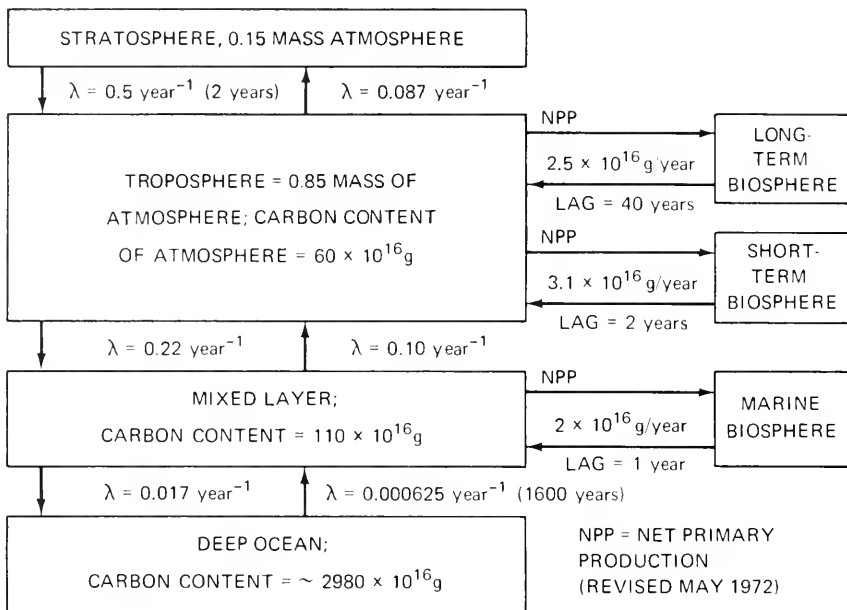 STRATOSPHERE, 0.15 MASS ATMOSPHERE
λ = 0.5 year⁻¹ (2 years)
λ = 0.087 year⁻¹
TROPOSPHERE = 0.85 MASS OF
ATMOSPHERE; CARBON CONTENT
OF ATMOSPHERE = 60 × 10¹⁶g
NPP
2.5 × 10¹⁶ g/year
LAG = 40 years
LONG-
TERM
BIOSPHERE
NPP
3.1 × 10¹⁶ g/year
LAG = 2 years
SHORT-
TERM
BIOSPHERE
λ = 0.22 year⁻¹
λ = 0.10 year⁻¹
MIXED LAYER;
CARBON CONTENT = 110 × 10¹⁶g
NPP
2 × 10¹⁶ g/year
LAG = 1 year
MARINE
BIOSPHERE
λ = 0.017 year⁻¹
λ = 0.000625 year⁻¹ (1600 years)
DEEP OCEAN;
CARBON CONTENT = ~ 2980 × 10¹⁶g
NPP = NET PRIMARY
PRODUCTION
(REVISED MAY 1972)